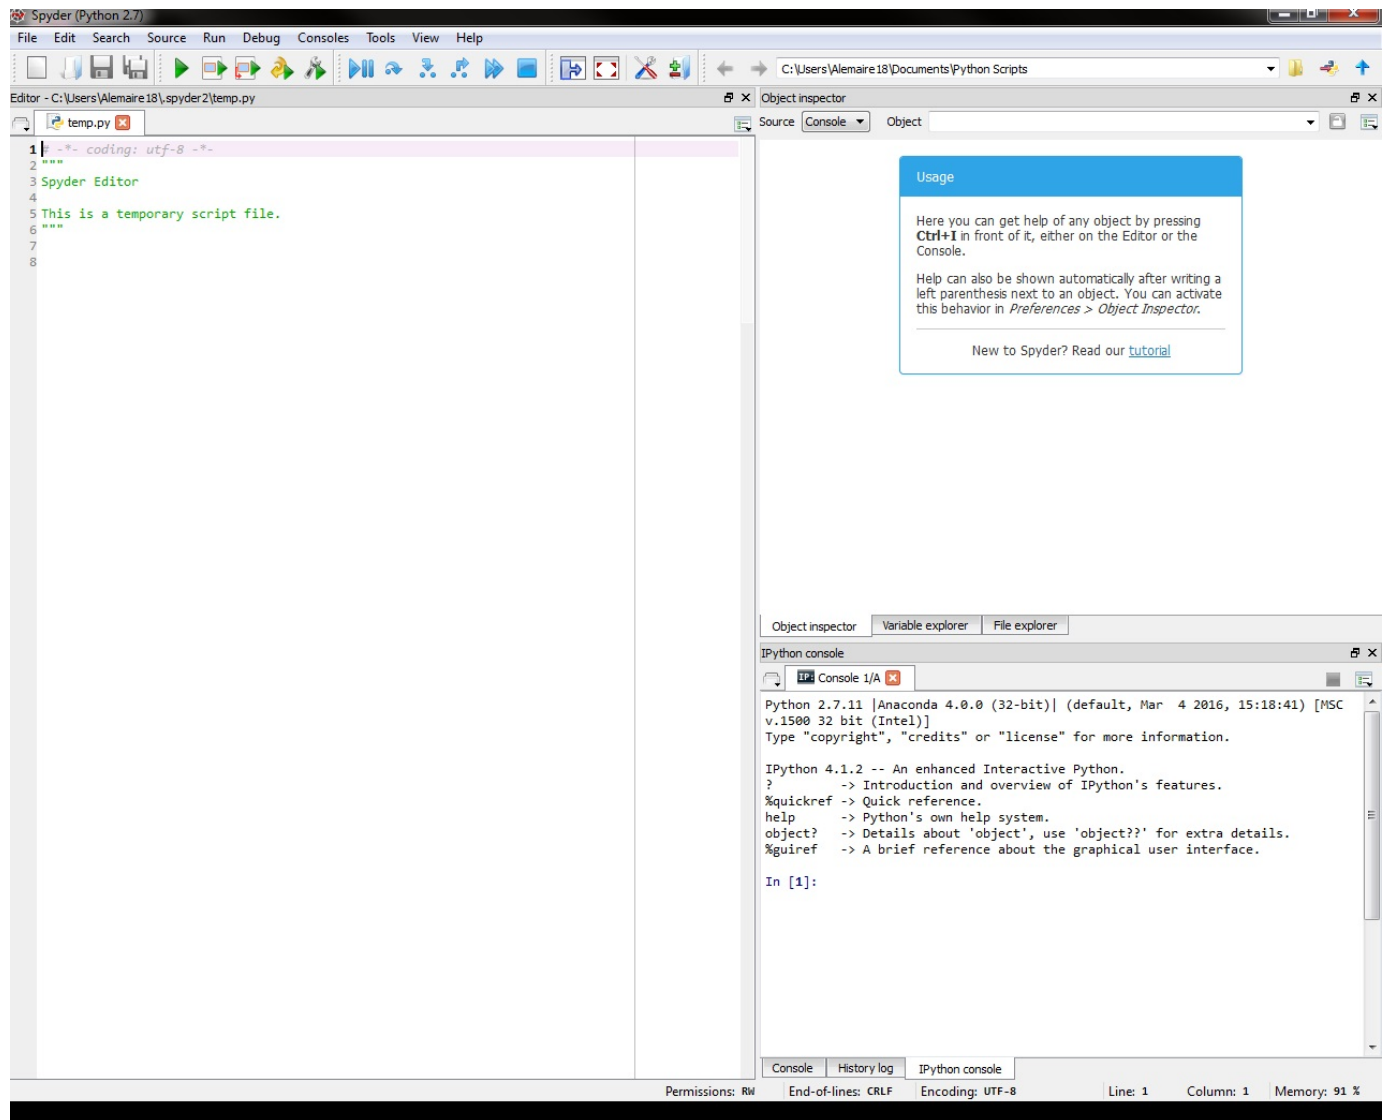 Spyder (Python 2.7)
File Edit Search Source Run Debug Consoles Tools View Help
C:\Users\Alemaire18\Documents\Python Scripts
Editor - C:\Users\Alemaire18\.spyder2\temp.py
Object inspector
temp.py
Source Console Object
1 # -*- coding: utf-8 -*-
2 """
3 Spyder Editor
4
5 This is a temporary script file.
6 """
7
8
Usage
Here you can get help of any object by pressing
Ctrl+I in front of it, either on the Editor or the
Console.
Help can also be shown automatically after writing a
left parenthesis next to an object. You can activate
this behavior in Preferences > Object Inspector.
New to Spyder? Read our tutorial
Object inspector Variable explorer File explorer
IPython console
IP: Console 1/A
Python 2.7.11 |Anaconda 4.0.0 (32-bit)| (default, Mar  4 2016, 15:18:41) [MSC
v.1500 32 bit (Intel)]
Type "copyright", "credits" or "license" for more information.
IPython 4.1.2 -- An enhanced Interactive Python.
?         -> Introduction and overview of IPython's features.
%quickref -> Quick reference.
help      -> Python's own help system.
object?   -> Details about 'object', use 'object??' for extra details.
%guiref   -> A brief reference about the graphical user interface.
In [1]:
Console History log IPython console
Permissions: RW End-of-lines: CRLF Encoding: UTF-8 Line: 1 Column: 1 Memory: 91 %